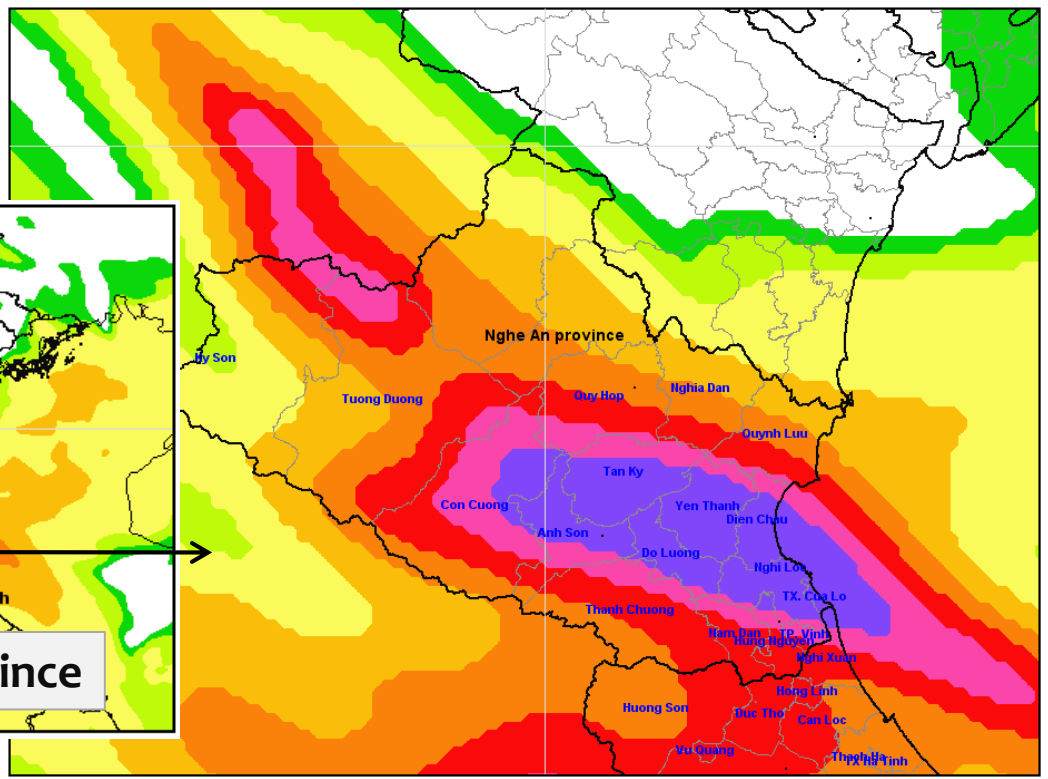 Nghe An province
Ky Son
Nghia Dan
Quy Hop
Tuong Duong
Quynh Luu
Tan Ky
Con Cuong
Yen Thanh
Dien Chau
Anh Son
Do Luong
Nghi Loc
TX. Cua Lo
h
Thanh Chuong
Nam Dan
TP. Vinh
Hung Nguyen
Nghi Xuan
ince
Hong Linh
Huong Son
Duc Tho
Can Loc
Vu Quang
Thach Ha
TX Ha Tinh